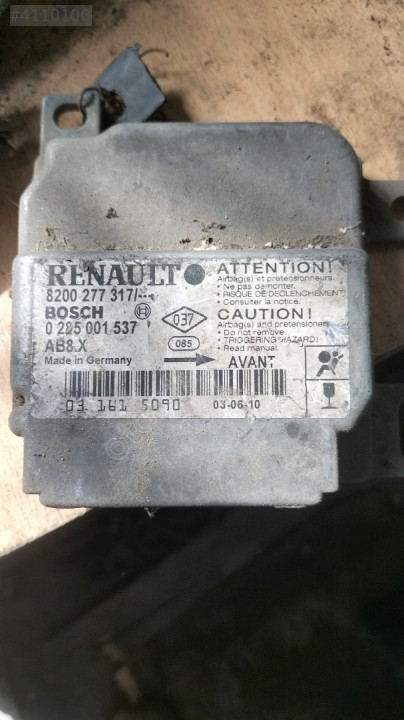 #4110106
RENAULT
8200 277 317/--
BOSCH
0 285 001 537
AB8.X
Made in Germany
037
085
ATTENTION!
Airbag(s) et pretensionneurs
• Ne pas demonter.
• RISQUE DE DECLENCHEMENT
• Consulter la notice.
CAUTION!
Airbag(s) and pretensioners
• Do not remove.
• TRIGGERING HAZARD!
• Read manual.
AVANT
03 161 5090
03-06-10